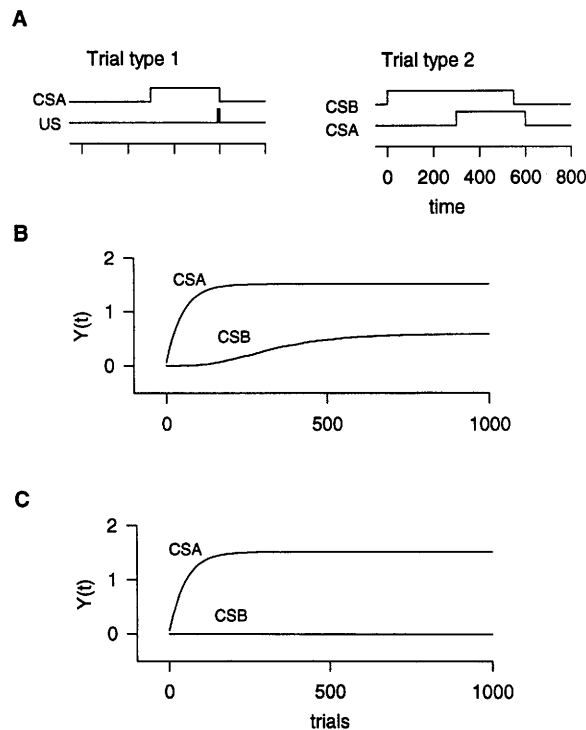 A
Trial type 1
Trial type 2
CSA
US
CSB
CSA
0 200 400 600 800
time
B
2
1
0
Y(t)
CSA
CSB
0 500 1000
C
2
1
0
Y(t)
CSA
CSB
0 500 1000
trials